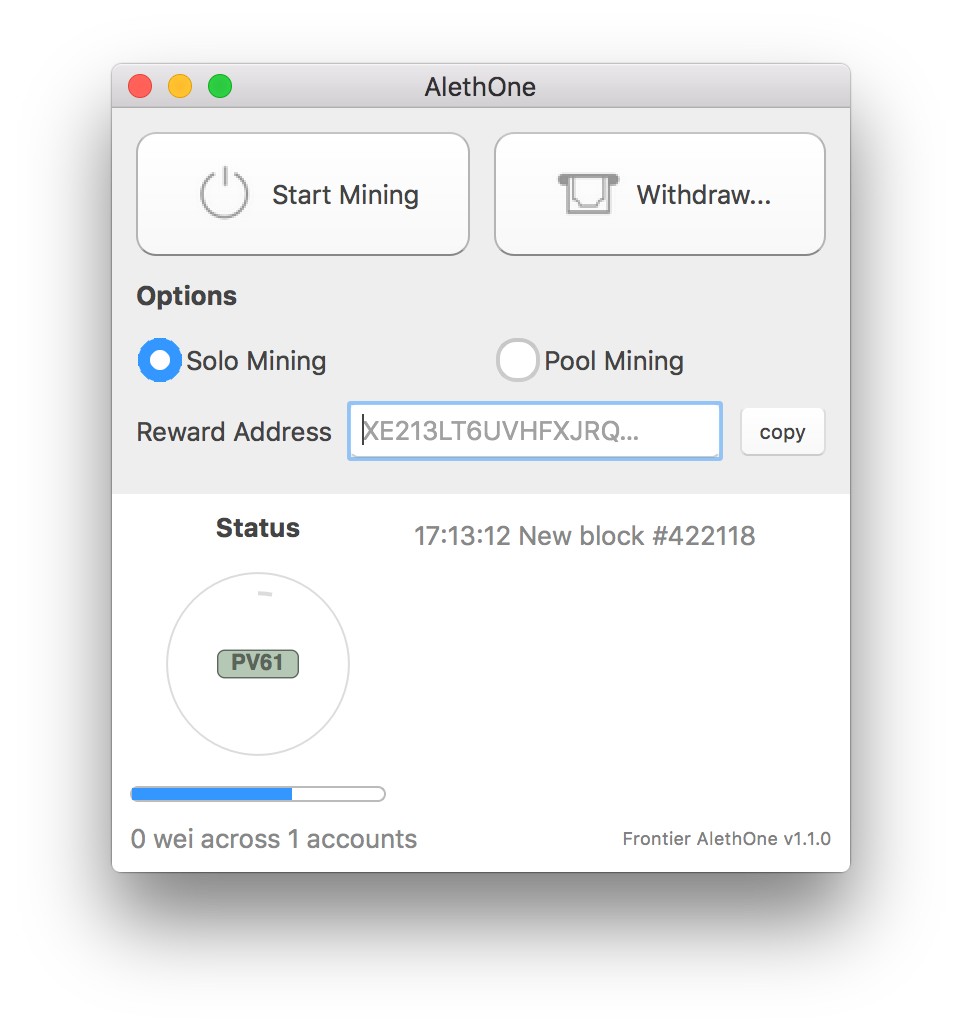 AlethOne
Start Mining
Withdraw...
Options
Solo Mining
Pool Mining
Reward Address
XE213LT6UVHFXJRQ...
copy
Status
17:13:12 New block #422118
PV61
0 wei across 1 accounts
Frontier AlethOne v1.1.0